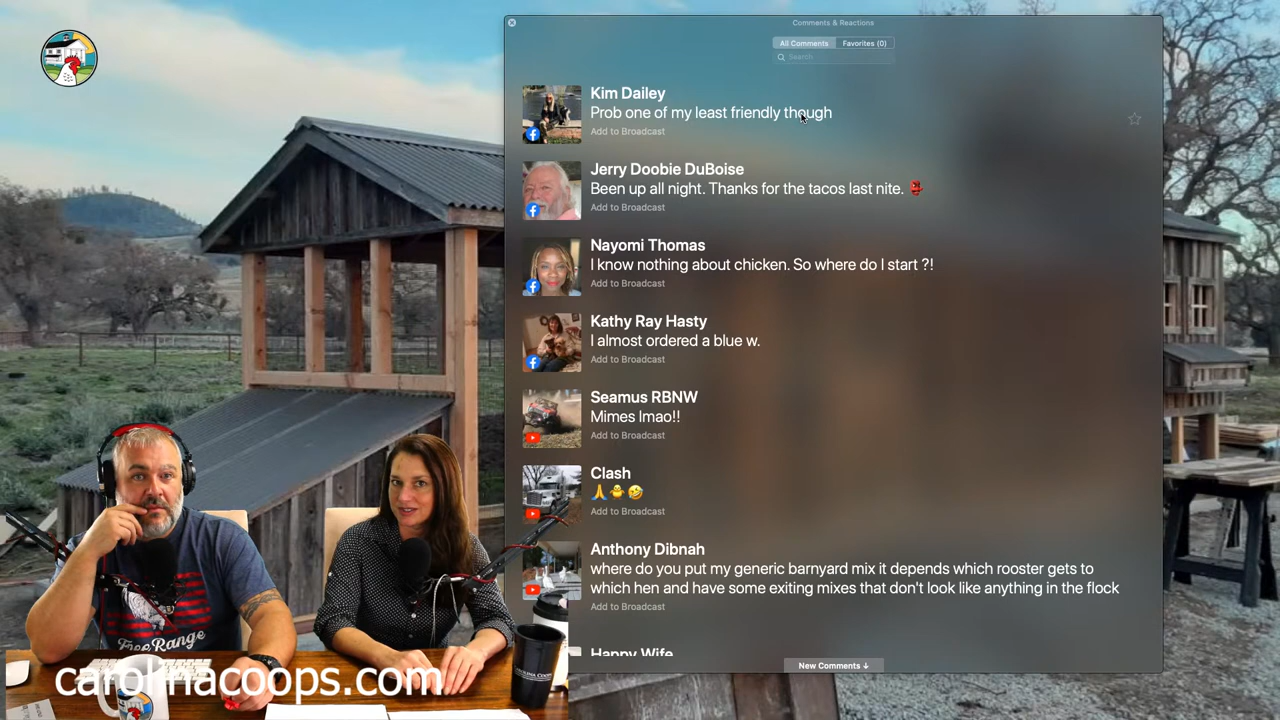 Comments & Reactions
All Comments
Favorites (0)
Search
Kim Dailey
Prob one of my least friendly though
Add to Broadcast
Jerry Doobie DuBoise
Been up all night. Thanks for the tacos last nite. 👺
Add to Broadcast
Nayomi Thomas
I know nothing about chicken. So where do I start ?!
Add to Broadcast
Kathy Ray Hasty
I almost ordered a blue w.
Add to Broadcast
Seamus RBNW
Mimes lmao!!
Add to Broadcast
Clash
🙏🐥🤣
Add to Broadcast
Anthony Dibnah
where do you put my generic barnyard mix it depends which rooster gets to
which hen and have some exiting mixes that don't look like anything in the flock
Add to Broadcast
Happy Wife
New Comments ↓
Free Range
CAROLINA COOPS
carolinacoops.com